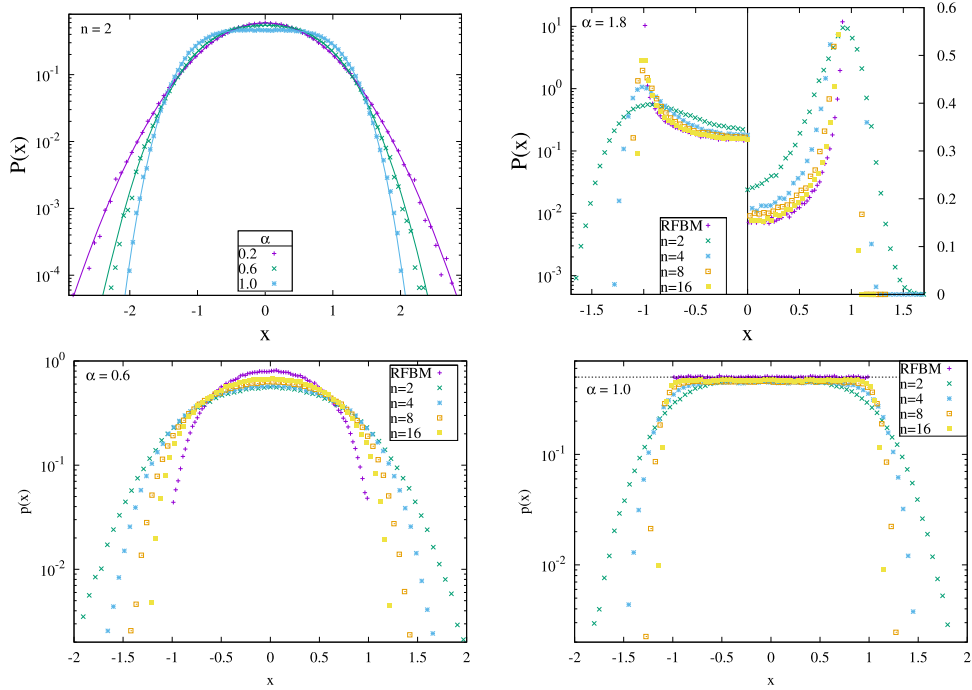 n = 2
P(x)
10^-1
10^-2
10^-3
10^-4
α
0.2
0.6
1.0
-2 -1 0 1 2
x
α = 1.8
P(x)
10^1
10^0
10^-1
10^-2
10^-3
0.6
0.5
0.4
0.3
0.2
0.1
0
RFBM
n=2
n=4
n=8
n=16
-1.5 -1 -0.5 0 0.5 1 1.5
x
α = 0.6
p(x)
10^0
10^-1
10^-2
RFBM
n=2
n=4
n=8
n=16
-2 -1.5 -1 -0.5 0 0.5 1 1.5 2
x
α = 1.0
p(x)
10^-1
10^-2
RFBM
n=2
n=4
n=8
n=16
-2 -1.5 -1 -0.5 0 0.5 1 1.5 2
x